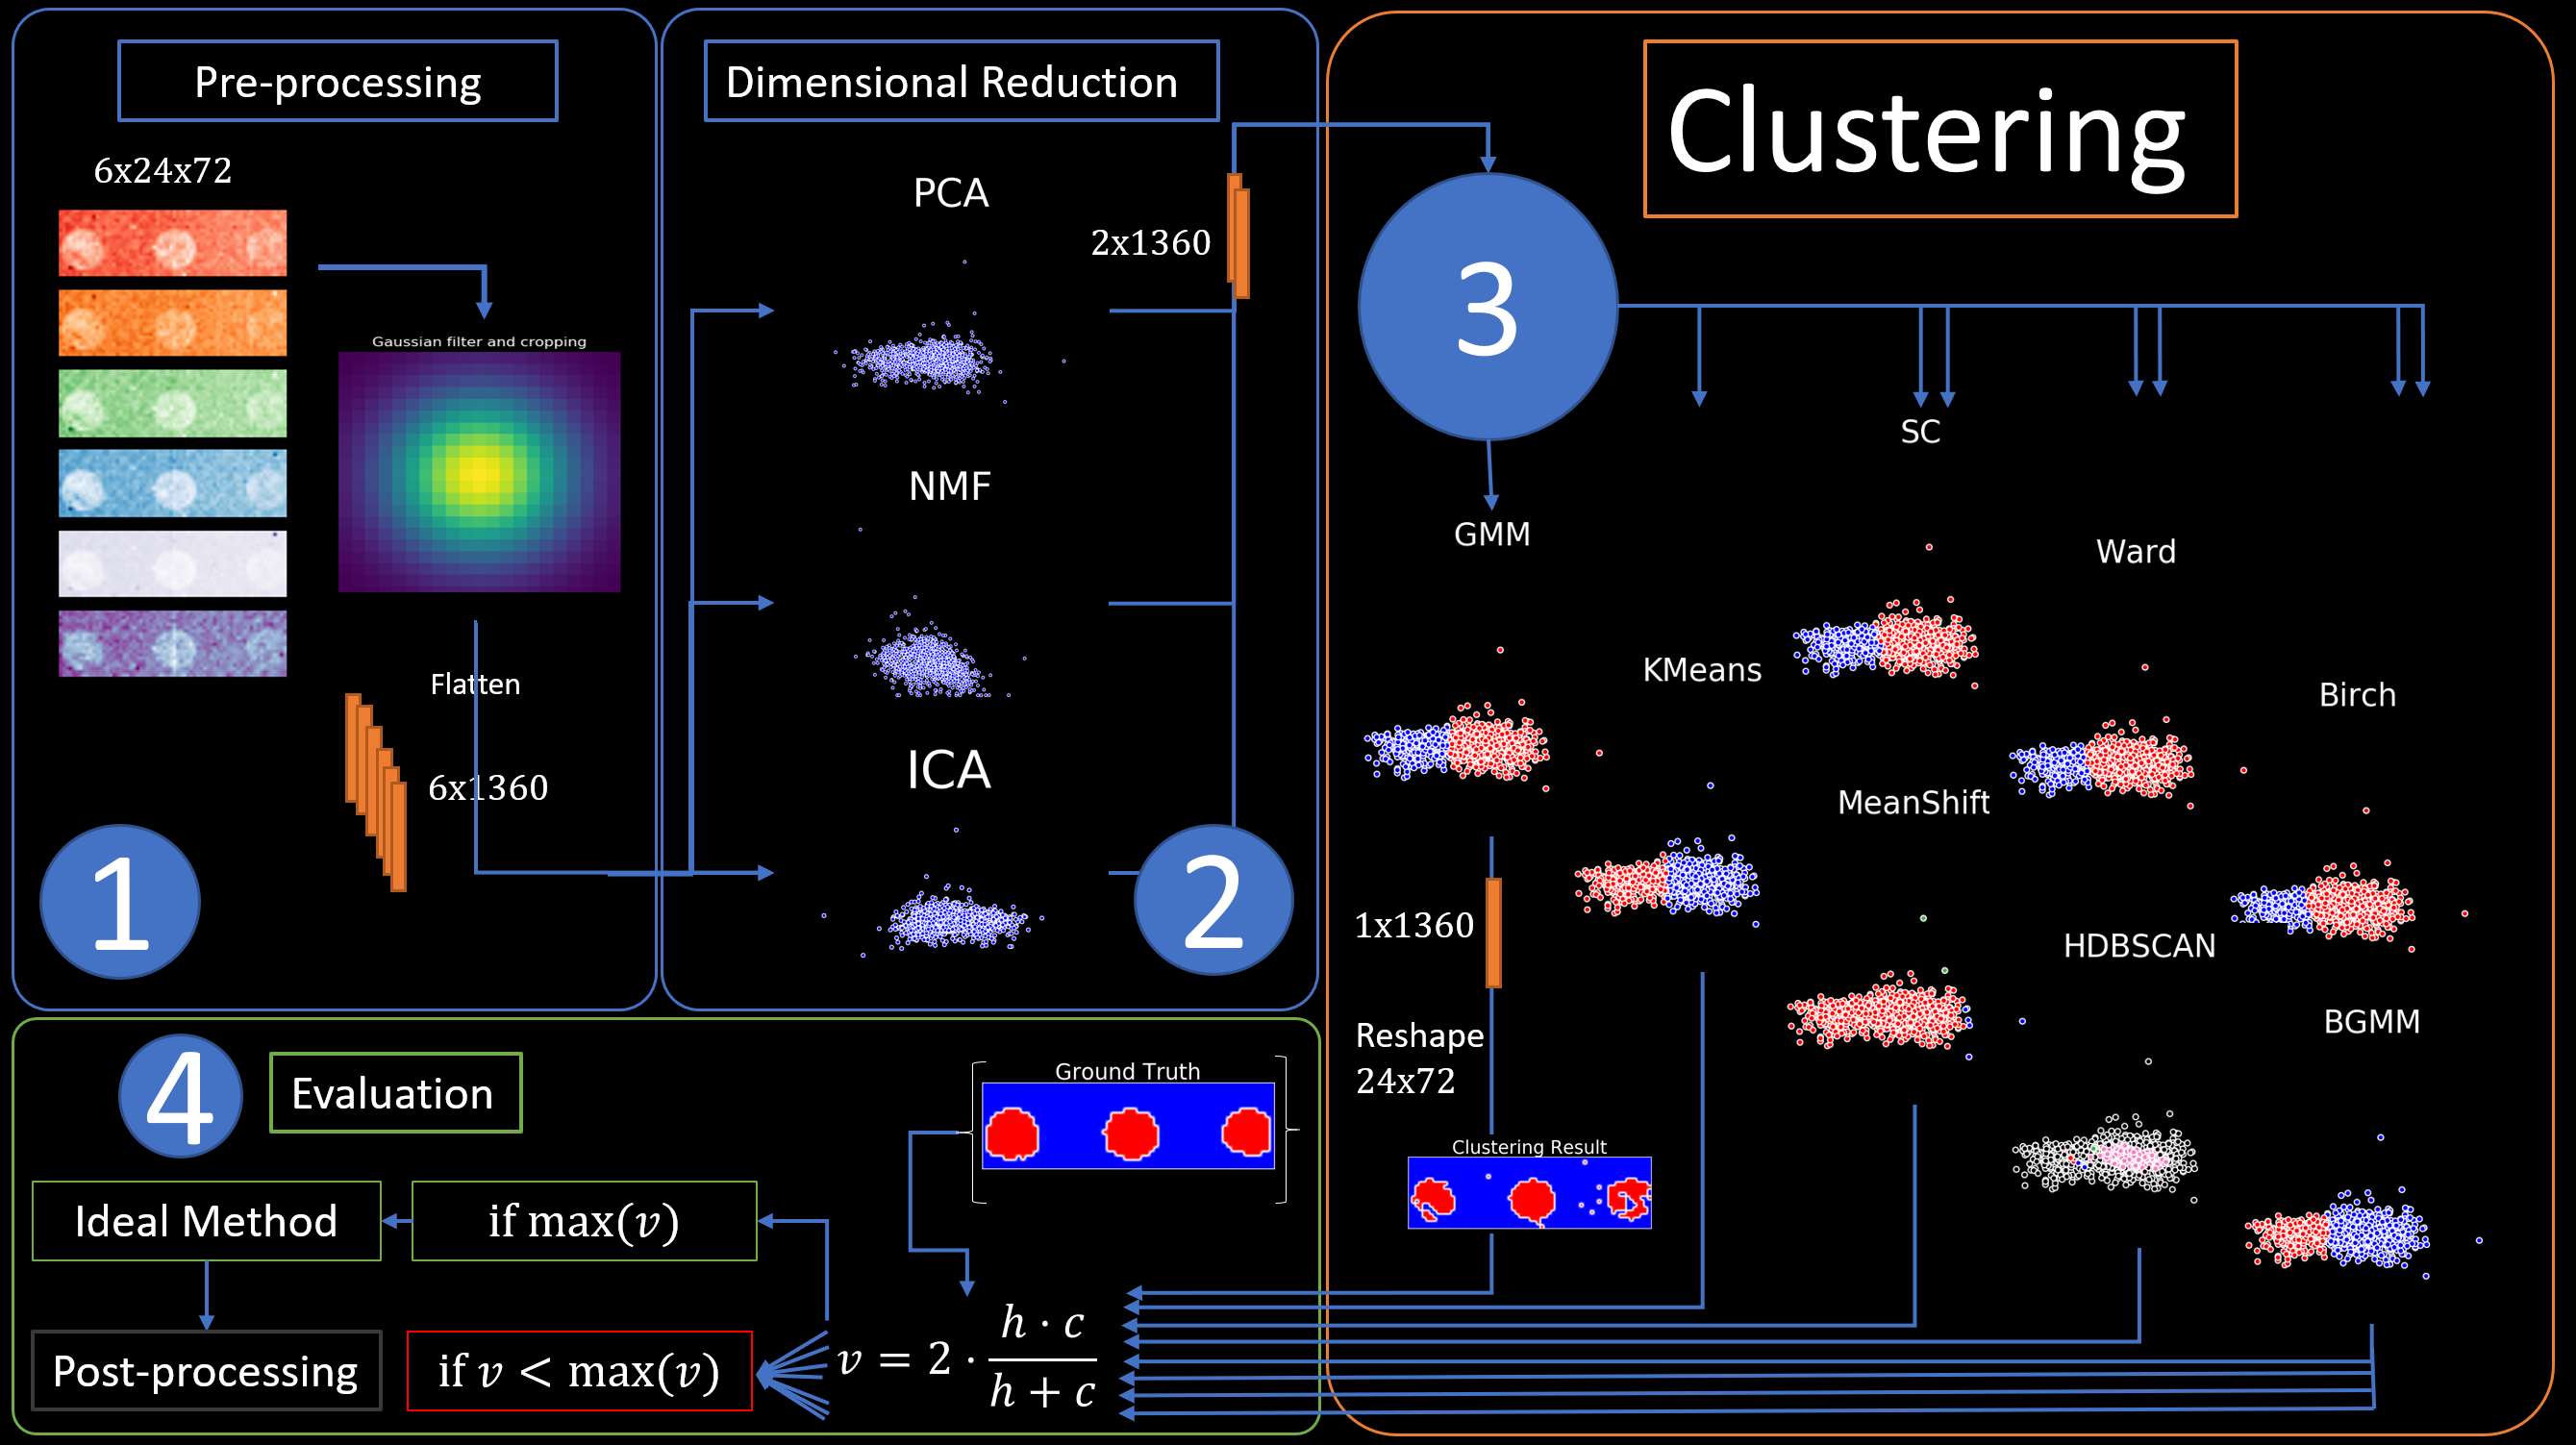 Pre-processing
6x24x72
Gaussian filter and cropping
Flatten
6x1360
1
Dimensional Reduction
PCA
2x1360
NMF
ICA
2
Clustering
3
SC
GMM
Ward
KMeans
Birch
MeanShift
HDBSCAN
BGMM
1x1360
Reshape
24x72
Clustering Result
4
Evaluation
Ground Truth
Ideal Method
if max(v)
Post-processing
if v < max(v)
v = 2 · \frac{h · c}{h + c}